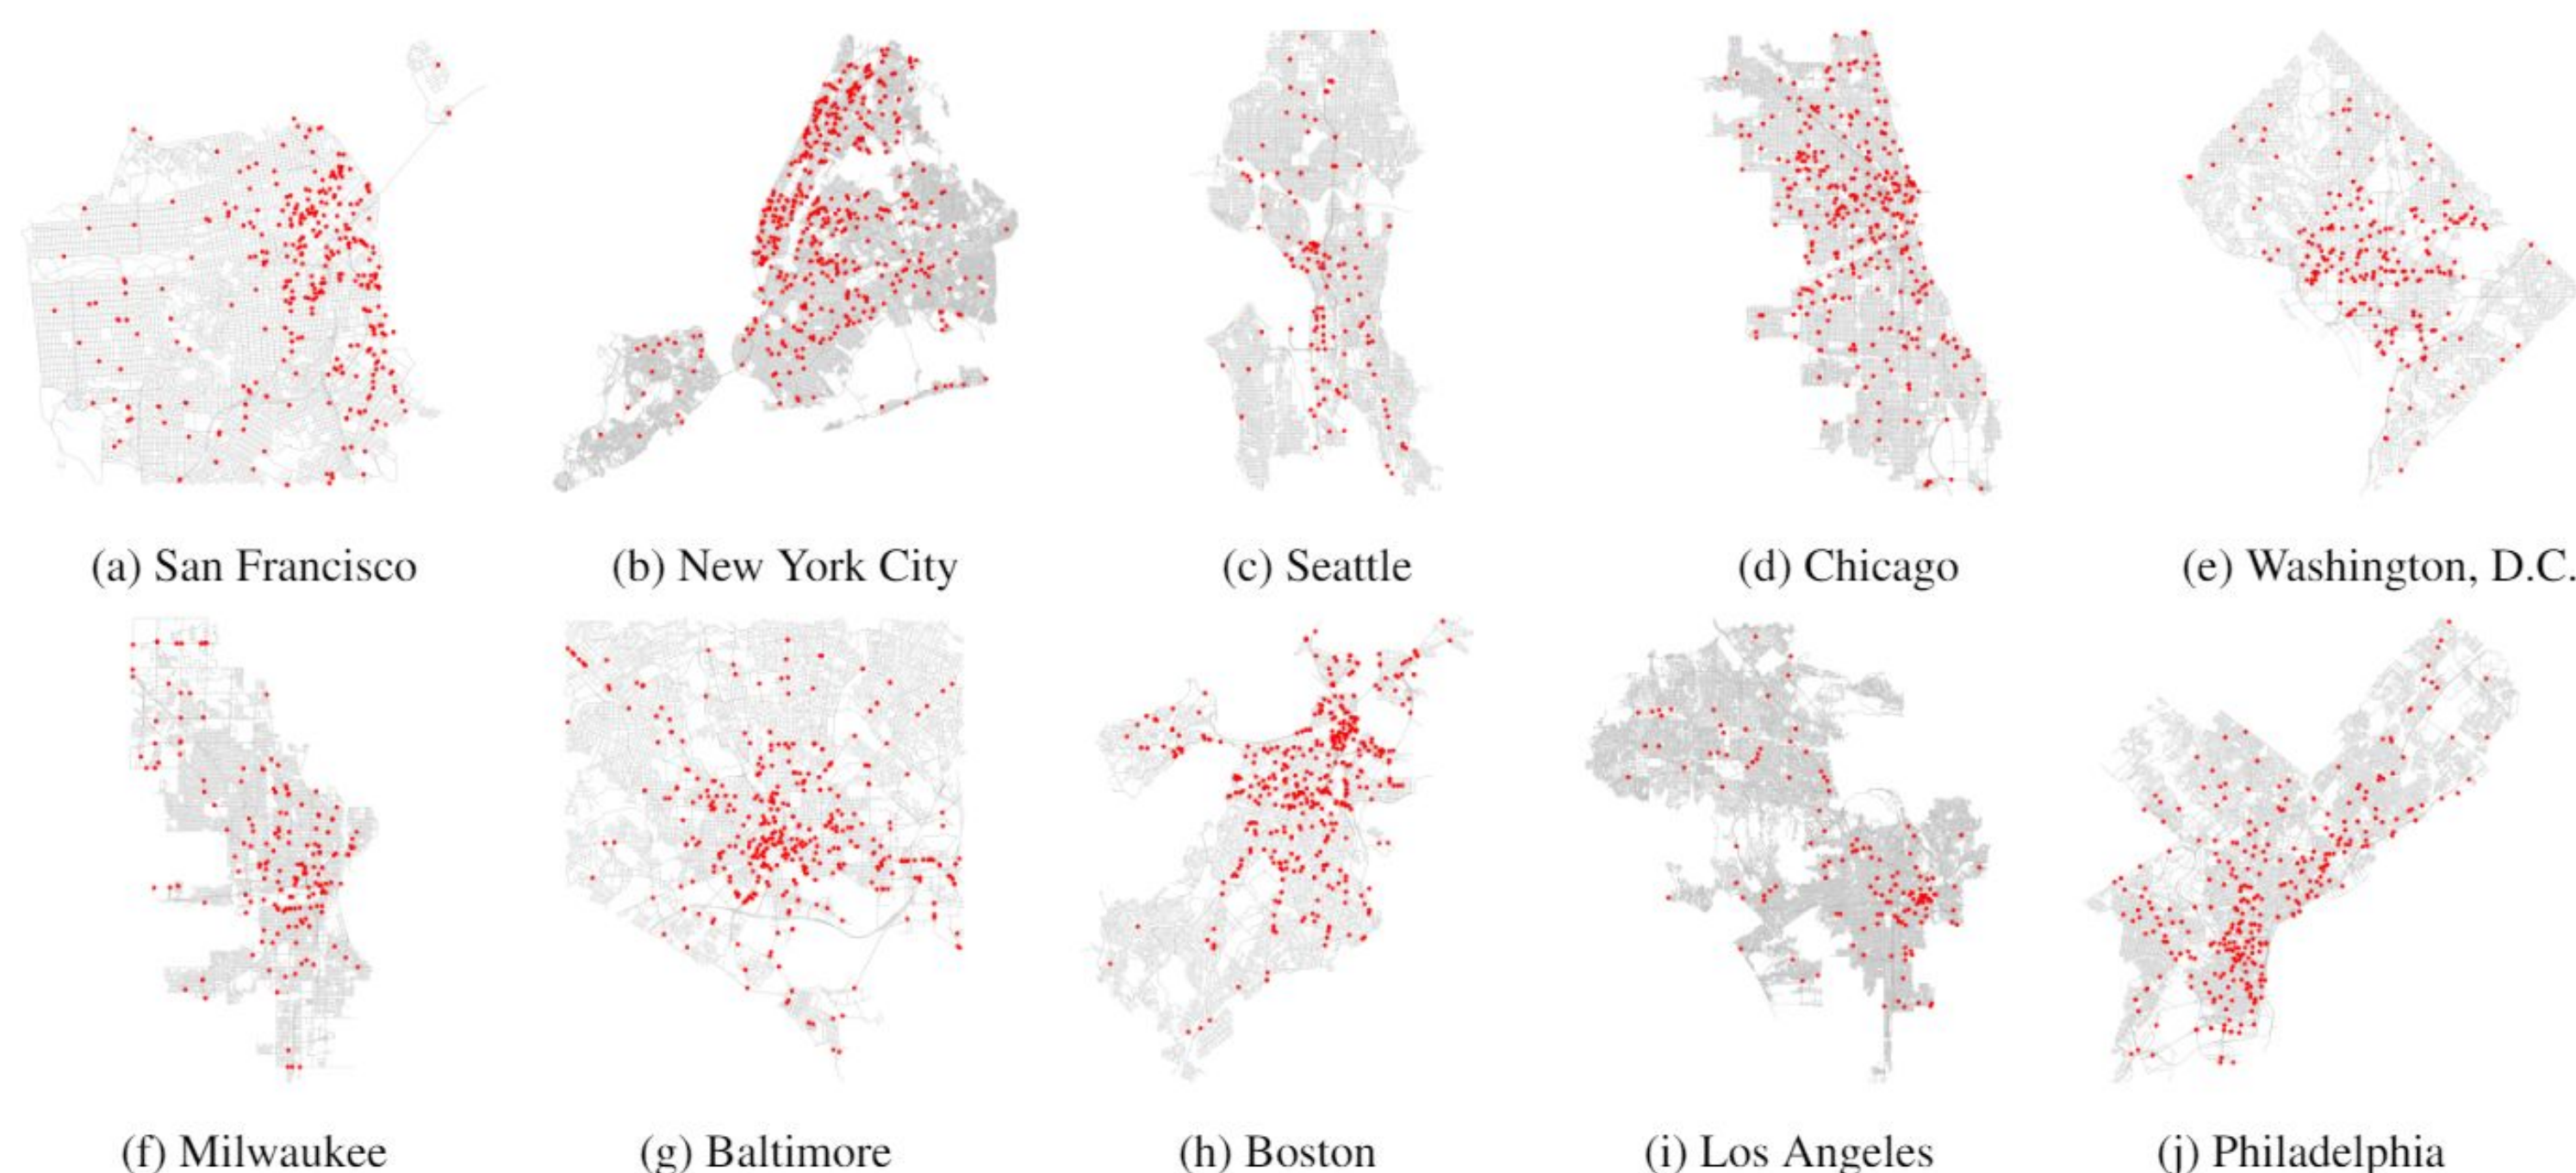 (a) San Francisco
(b) New York City
(c) Seattle
(d) Chicago
(e) Washington, D.C.
(f) Milwaukee
(g) Baltimore
(h) Boston
(i) Los Angeles
(j) Philadelphia